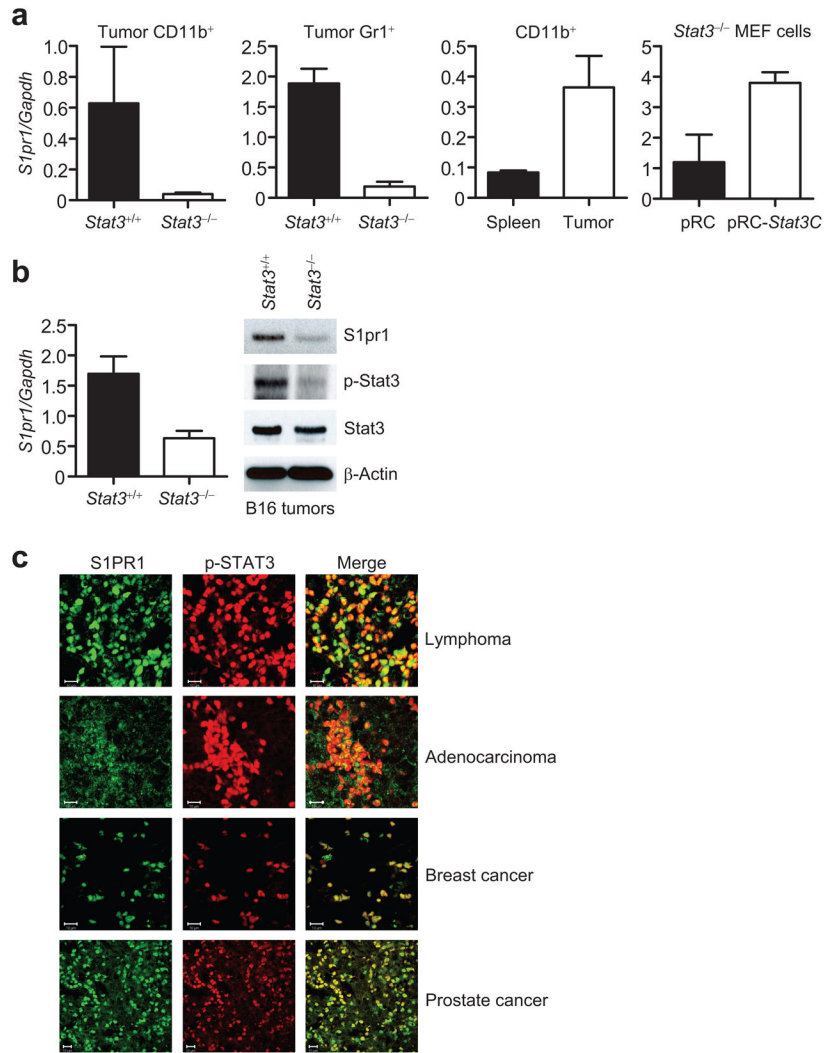 a
Tumor CD11b⁺
Tumor Gr1⁺
CD11b⁺
Stat3⁻/⁻ MEF cells
S1pr1/Gapdh
1.0
0.8
0.6
0.4
0.2
0
Stat3⁺/⁺ Stat3⁻/⁻
2.5
2.0
1.5
1.0
0.5
0
Stat3⁺/⁺ Stat3⁻/⁻
0.5
0.4
0.3
0.2
0.1
0
Spleen Tumor
5
4
3
2
1
0
pRC pRC-Stat3C
b
S1pr1/Gapdh
2.5
2.0
1.5
1.0
0.5
0
Stat3⁺/⁺ Stat3⁻/⁻
Stat3⁺/⁺
Stat3⁻/⁻
S1pr1
p-Stat3
Stat3
β-Actin
B16 tumors
c
S1PR1 p-STAT3 Merge
Lymphoma
Adenocarcinoma
Breast cancer
Prostate cancer